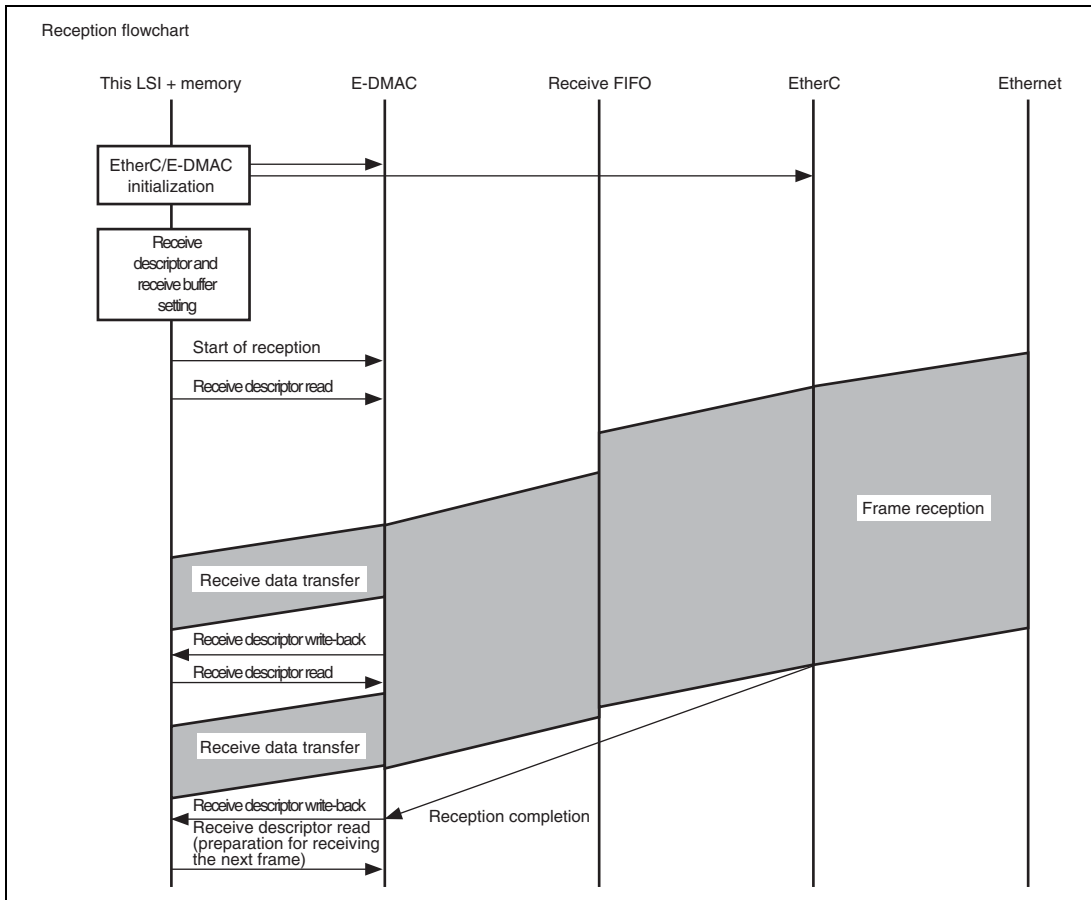 Reception flowchart
This LSI + memory
E-DMAC
Receive FIFO
EtherC
Ethernet
EtherC/E-DMAC
initialization
Receive
descriptor and
receive buffer
setting
Start of reception
Receive descriptor read
Frame reception
Receive data transfer
Receive descriptor write-back
Receive descriptor read
Receive data transfer
Receive descriptor write-back
Reception completion
Receive descriptor read
(preparation for receiving
the next frame)